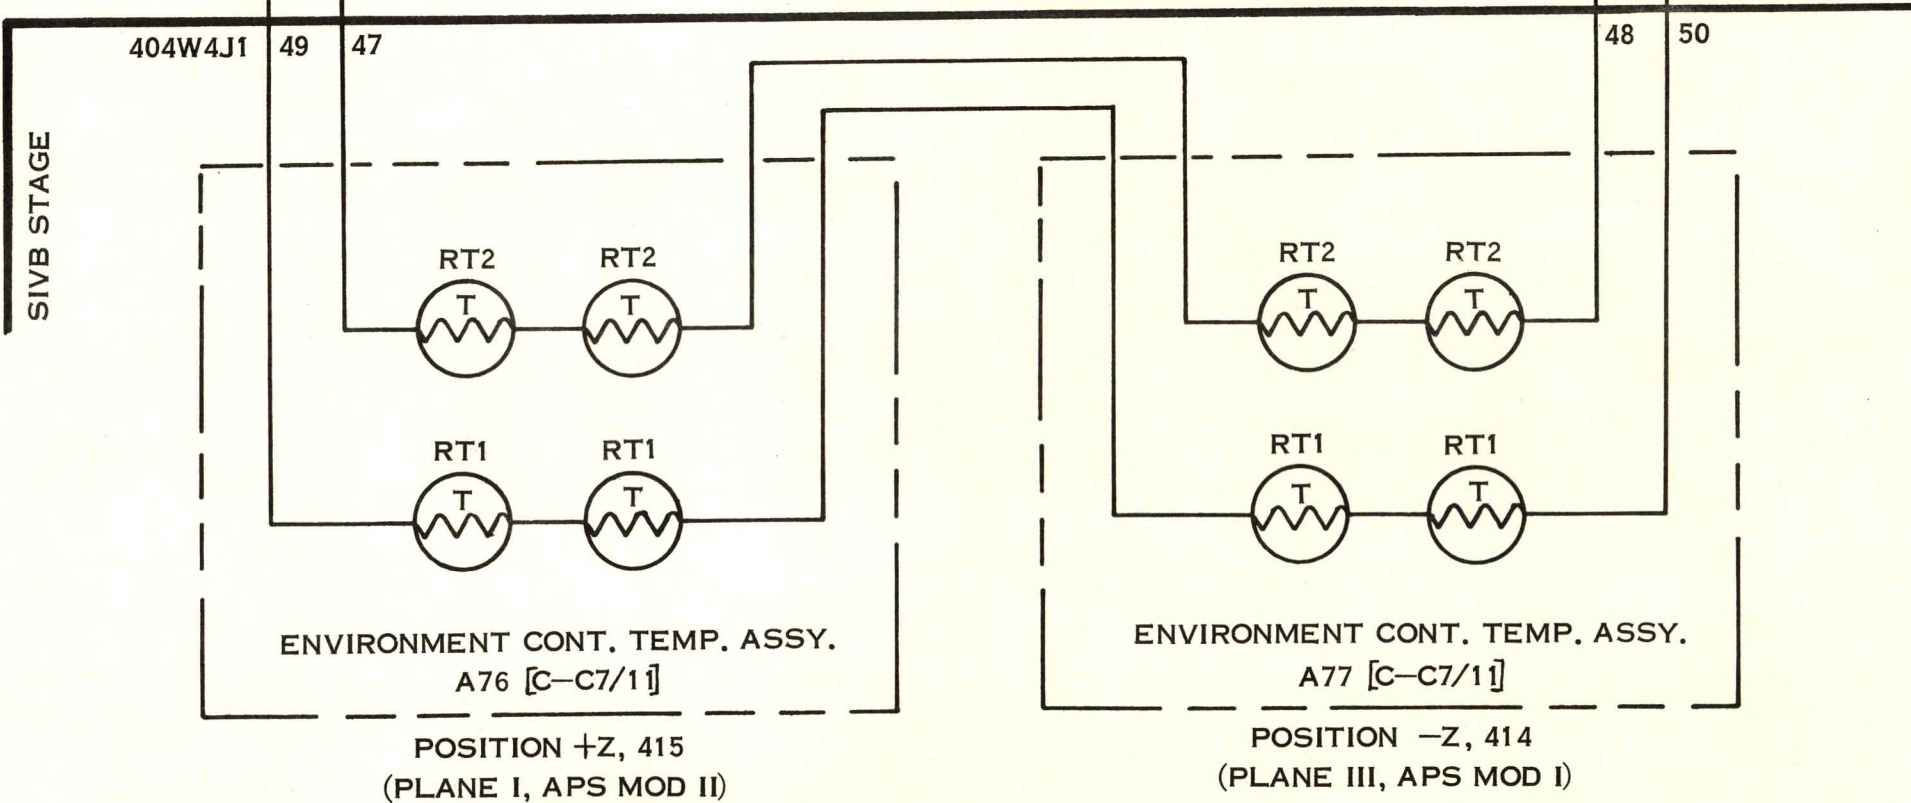 404W4J1 49 47 48 50
SIVB STAGE
RT2 RT2 RT2 RT2
T T T T
RT1 RT1 RT1 RT1
T T T T
ENVIRONMENT CONT. TEMP. ASSY.
A76 [C—C7/11]
POSITION +Z, 415
(PLANE I, APS MOD II)
ENVIRONMENT CONT. TEMP. ASSY.
A77 [C—C7/11]
POSITION —Z, 414
(PLANE III, APS MOD I)